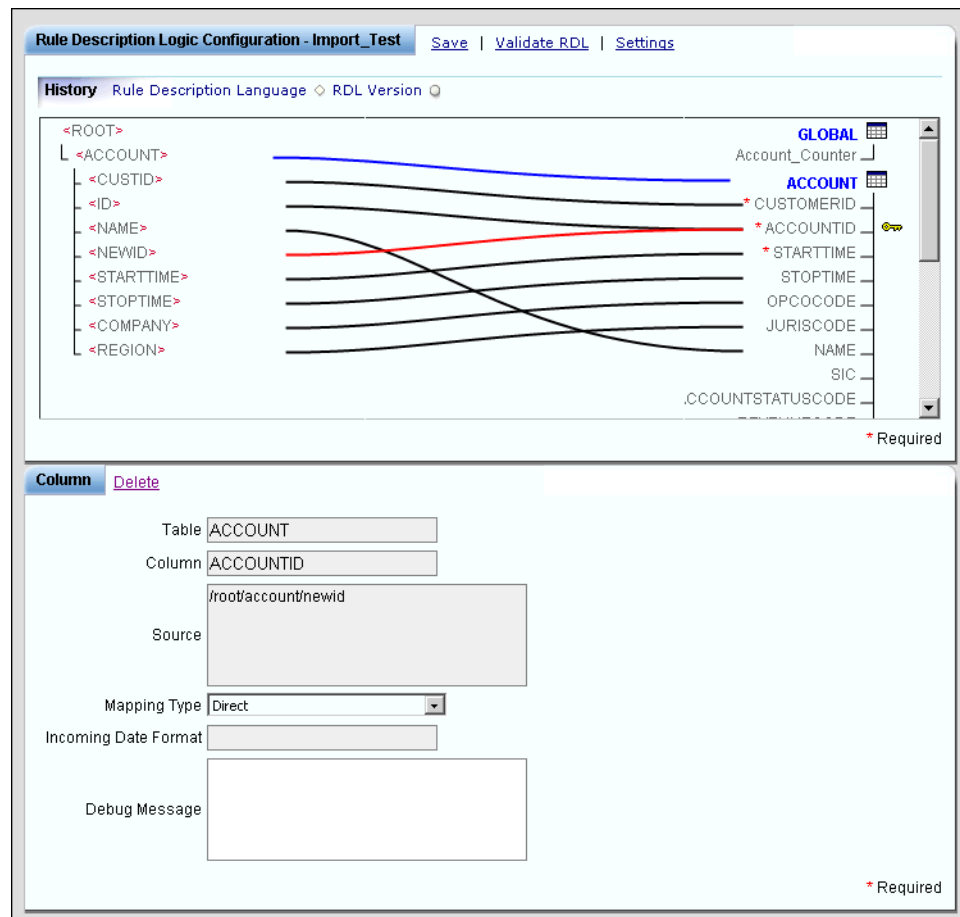 Rule Description Logic Configuration - Import_Test Save | Validate RDL | Settings
History Rule Description Language RDL Version
<ROOT> GLOBAL
<ACCOUNT> Account_Counter
ACCOUNT
<CUSTID> * CUSTOMERID
<ID> * ACCOUNTID
<NAME> * STARTTIME
<NEWID> STOPTIME
<STARTTIME> OPCOCODE
<STOPTIME> JURISCODE
<COMPANY> NAME
<REGION> SIC
.CCOUNTSTATUSCODE
* Required
Column Delete
Table ACCOUNT
Column ACCOUNTID
Source /root/account/newid
Mapping Type Direct
Incoming Date Format
Debug Message
* Required